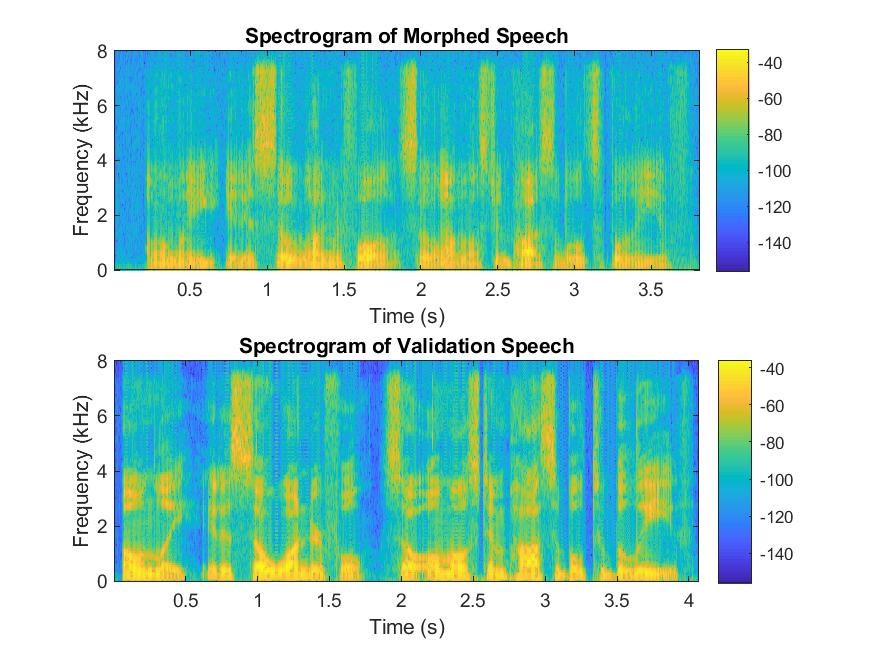 Spectrogram of Morphed Speech
8
6
4
2
0
Frequency (kHz)
0.5 1 1.5 2 2.5 3 3.5
Time (s)
-40
-60
-80
-100
-120
-140
Spectrogram of Validation Speech
8
6
4
2
0
Frequency (kHz)
0.5 1 1.5 2 2.5 3 3.5 4
Time (s)
-40
-60
-80
-100
-120
-140